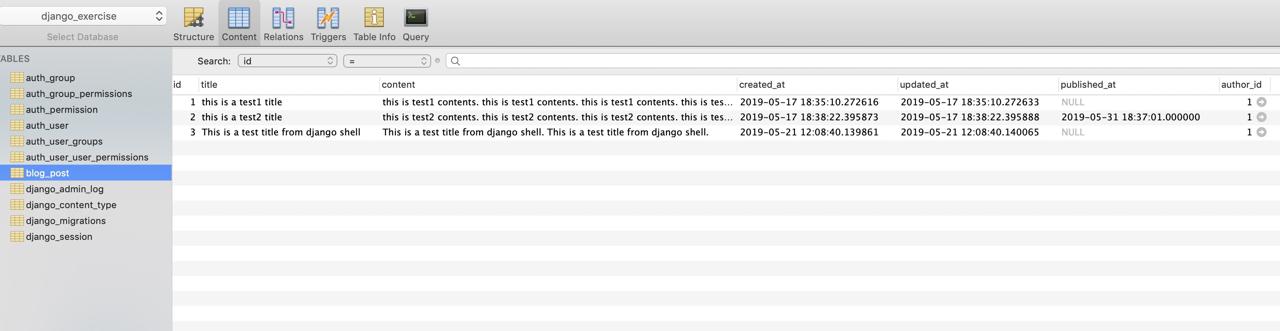 django_exercise
Select Database
Structure Content Relations Triggers Table Info Query
ABLES
auth_group
auth_group_permissions
auth_permission
auth_user
auth_user_groups
auth_user_user_permissions
blog_post
django_admin_log
django_content_type
django_migrations
django_session
Search: id =
id title content created_at updated_at published_at author_id
1 this is a test1 title this is test1 contents. this is test1 contents. this is test1 contents. this is tes... 2019-05-17 18:35:10.272616 2019-05-17 18:35:10.272633 NULL 1
2 this is a test2 title this is test2 contents. this is test2 contents. this is test2 contents. this is tes... 2019-05-17 18:38:22.395873 2019-05-17 18:38:22.395888 2019-05-31 18:37:01.000000 1
3 This is a test title from django shell This is a test title from django shell. This is a test title from django shell. 2019-05-21 12:08:40.139861 2019-05-21 12:08:40.140065 NULL 1